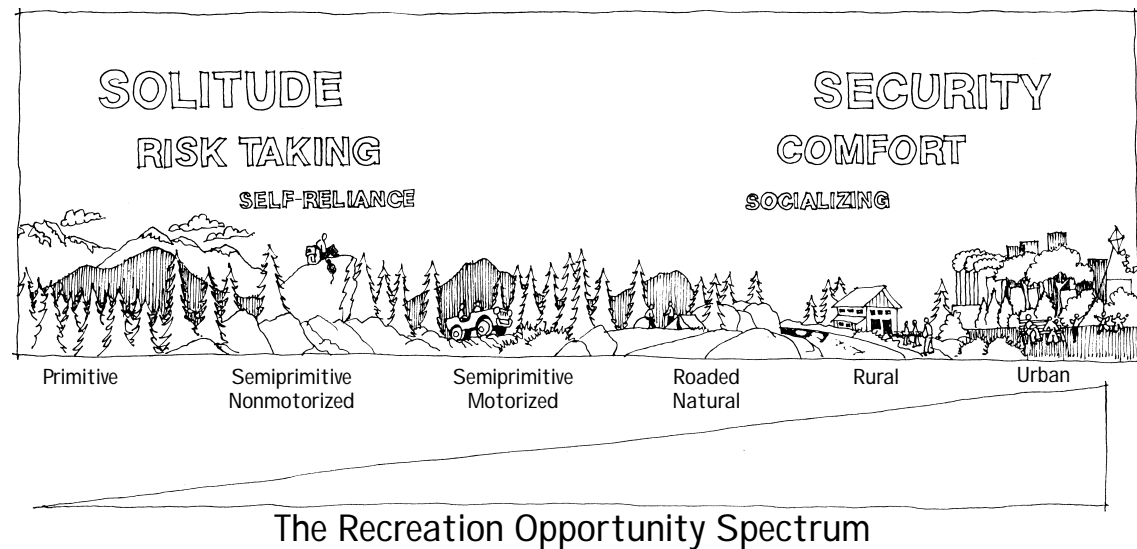 SOLITUDE
RISK TAKING
SELF-RELIANCE
SECURITY
COMFORT
SOCIALIZING
Primitive
Semiprimitive
Nonmotorized
Semiprimitive
Motorized
Roaded
Natural
Rural
Urban
The Recreation Opportunity Spectrum